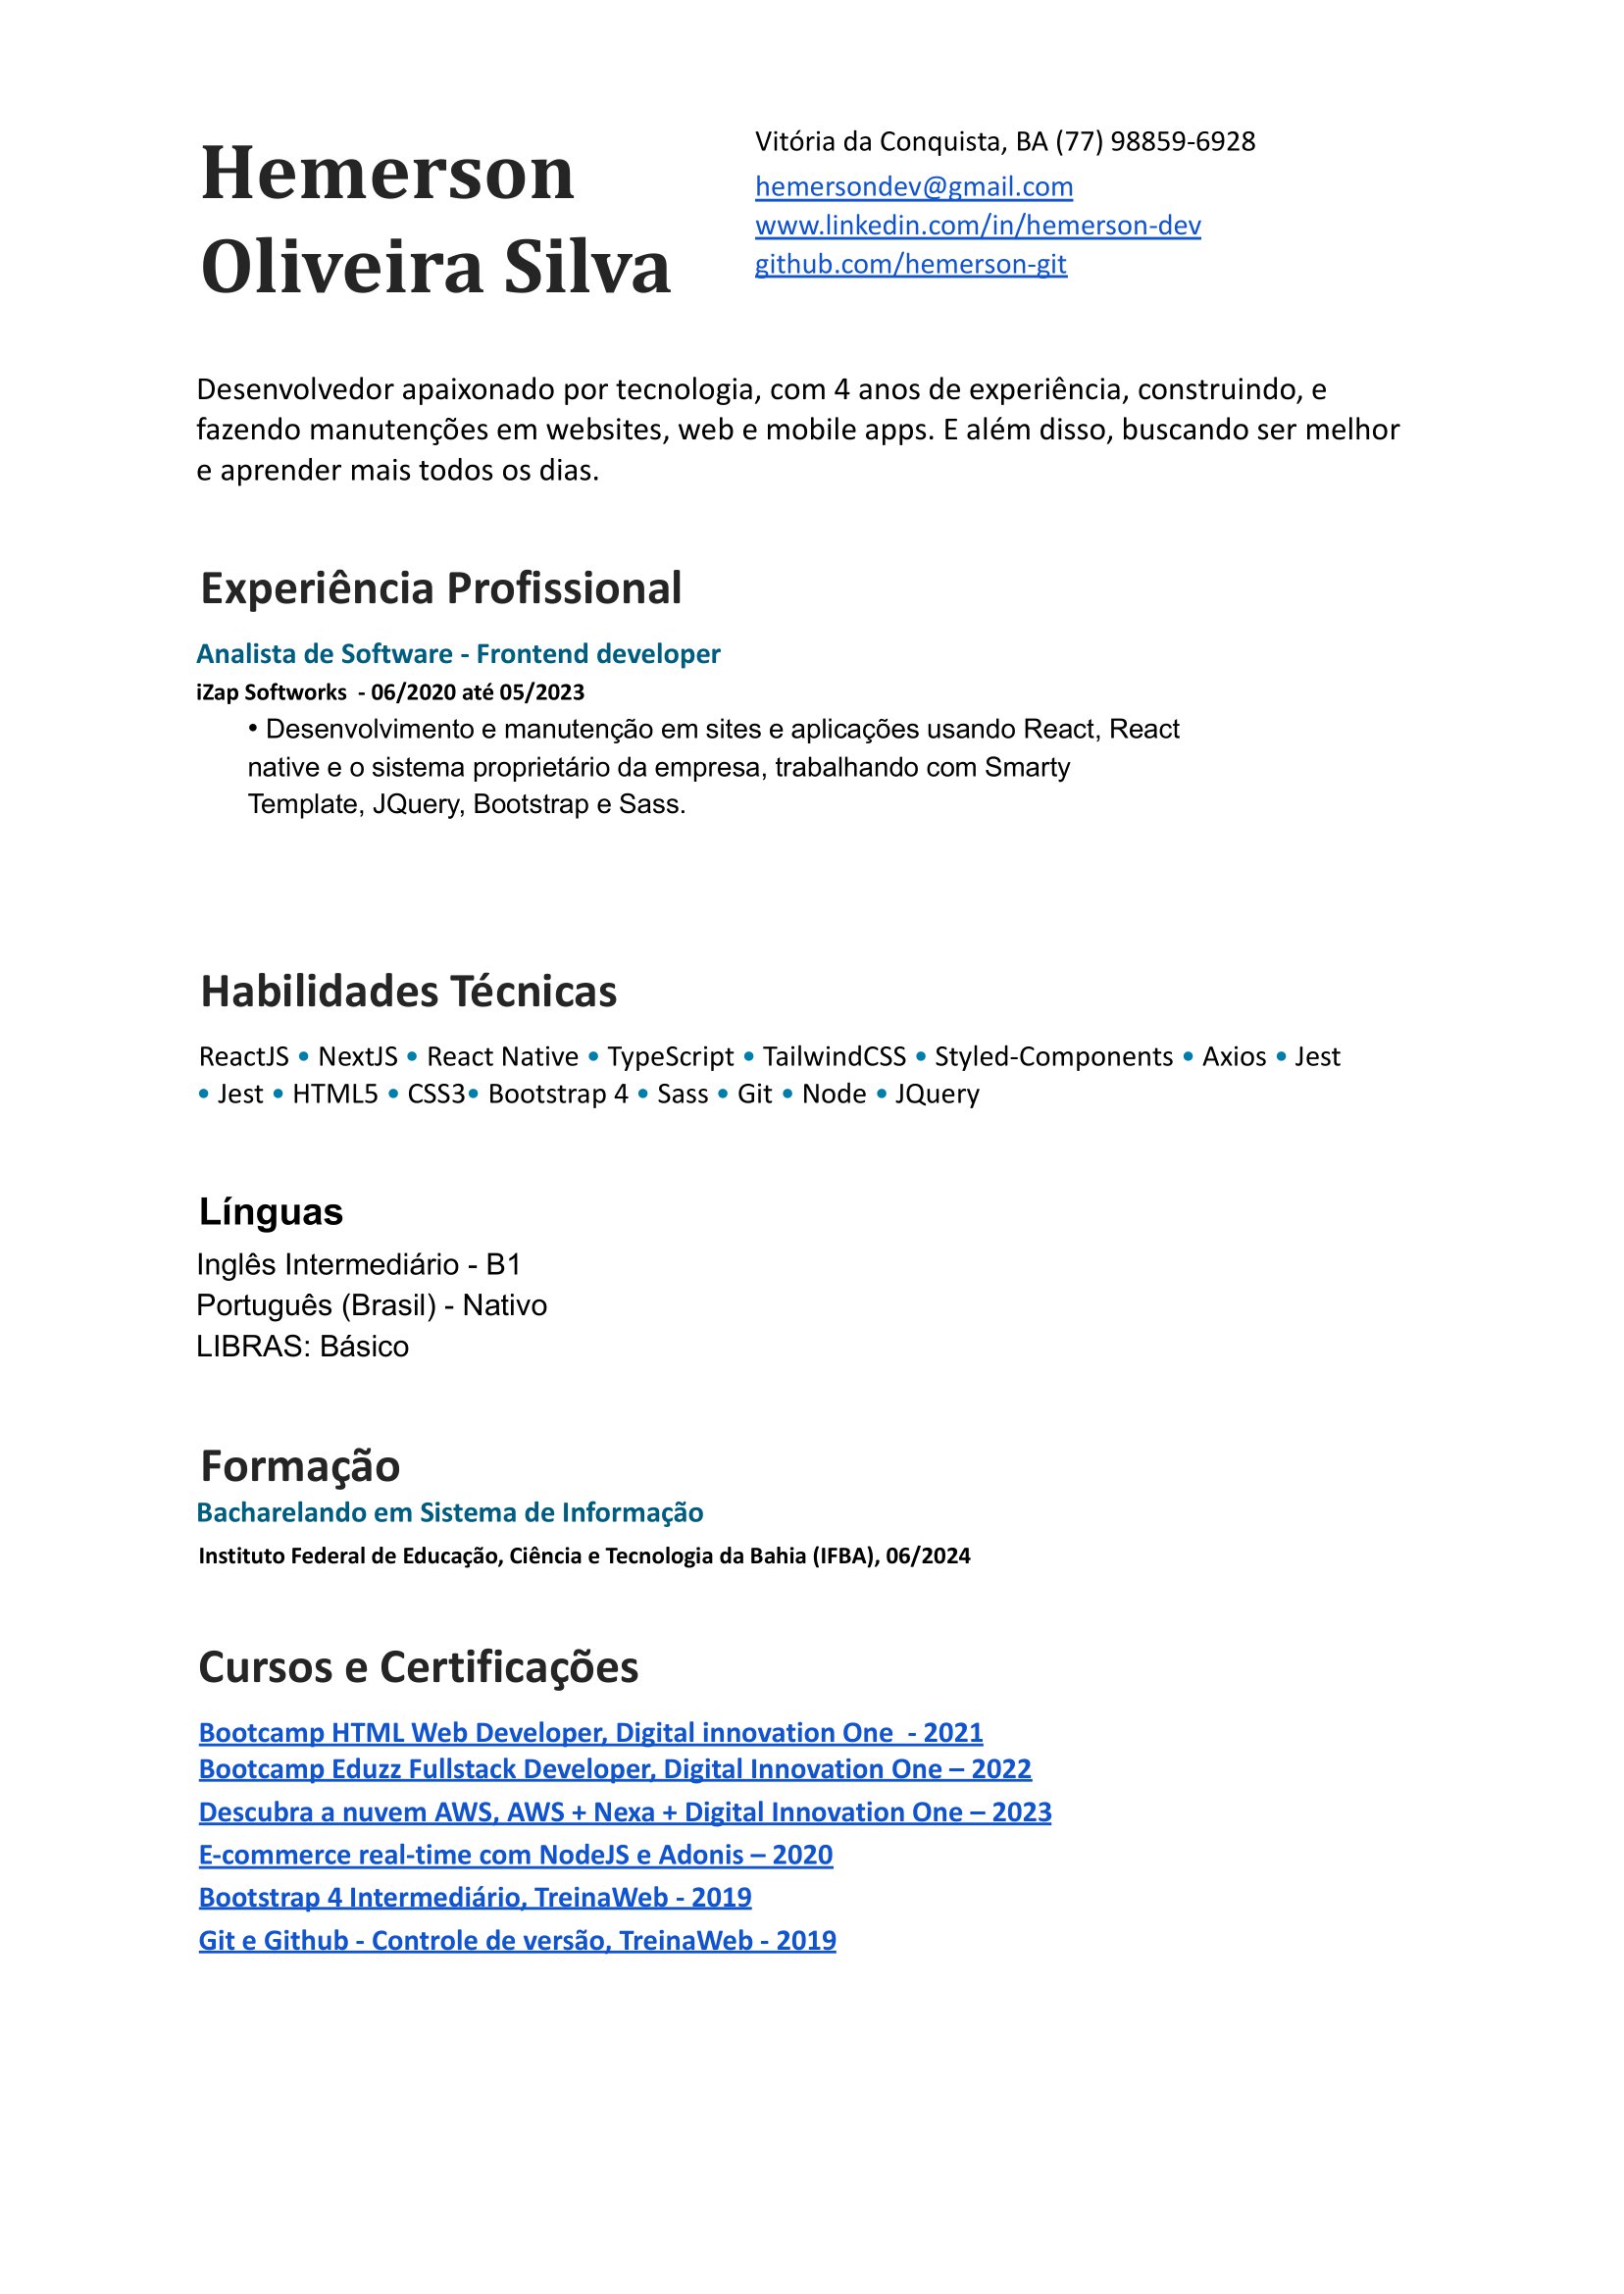 Hemerson
Oliveira Silva
Vitória da Conquista, BA (77) 98859-6928
hemersondev@gmail.com
www.linkedin.com/in/hemerson-dev
github.com/hemerson-git
Desenvolvedor apaixonado por tecnologia, com 4 anos de experiência, construindo, e
fazendo manutenções em websites, web e mobile apps. E além disso, buscando ser melhor
e aprender mais todos os dias.
Experiência Profissional
Analista de Software - Frontend developer
iZap Softworks - 06/2020 até 05/2023
• Desenvolvimento e manutenção em sites e aplicações usando React, React
native e o sistema proprietário da empresa, trabalhando com Smarty
Template, JQuery, Bootstrap e Sass.
Habilidades Técnicas
ReactJS • NextJS • React Native • TypeScript • TailwindCSS • Styled-Components • Axios • Jest
• Jest • HTML5 • CSS3• Bootstrap 4 • Sass • Git • Node • JQuery
Línguas
Inglês Intermediário - B1
Português (Brasil) - Nativo
LIBRAS: Básico
Formação
Bacharelando em Sistema de Informação
Instituto Federal de Educação, Ciência e Tecnologia da Bahia (IFBA), 06/2024
Cursos e Certificações
Bootcamp HTML Web Developer, Digital innovation One - 2021
Bootcamp Eduzz Fullstack Developer, Digital Innovation One – 2022
Descubra a nuvem AWS, AWS + Nexa + Digital Innovation One – 2023
E-commerce real-time com NodeJS e Adonis – 2020
Bootstrap 4 Intermediário, TreinaWeb - 2019
Git e Github - Controle de versão, TreinaWeb - 2019